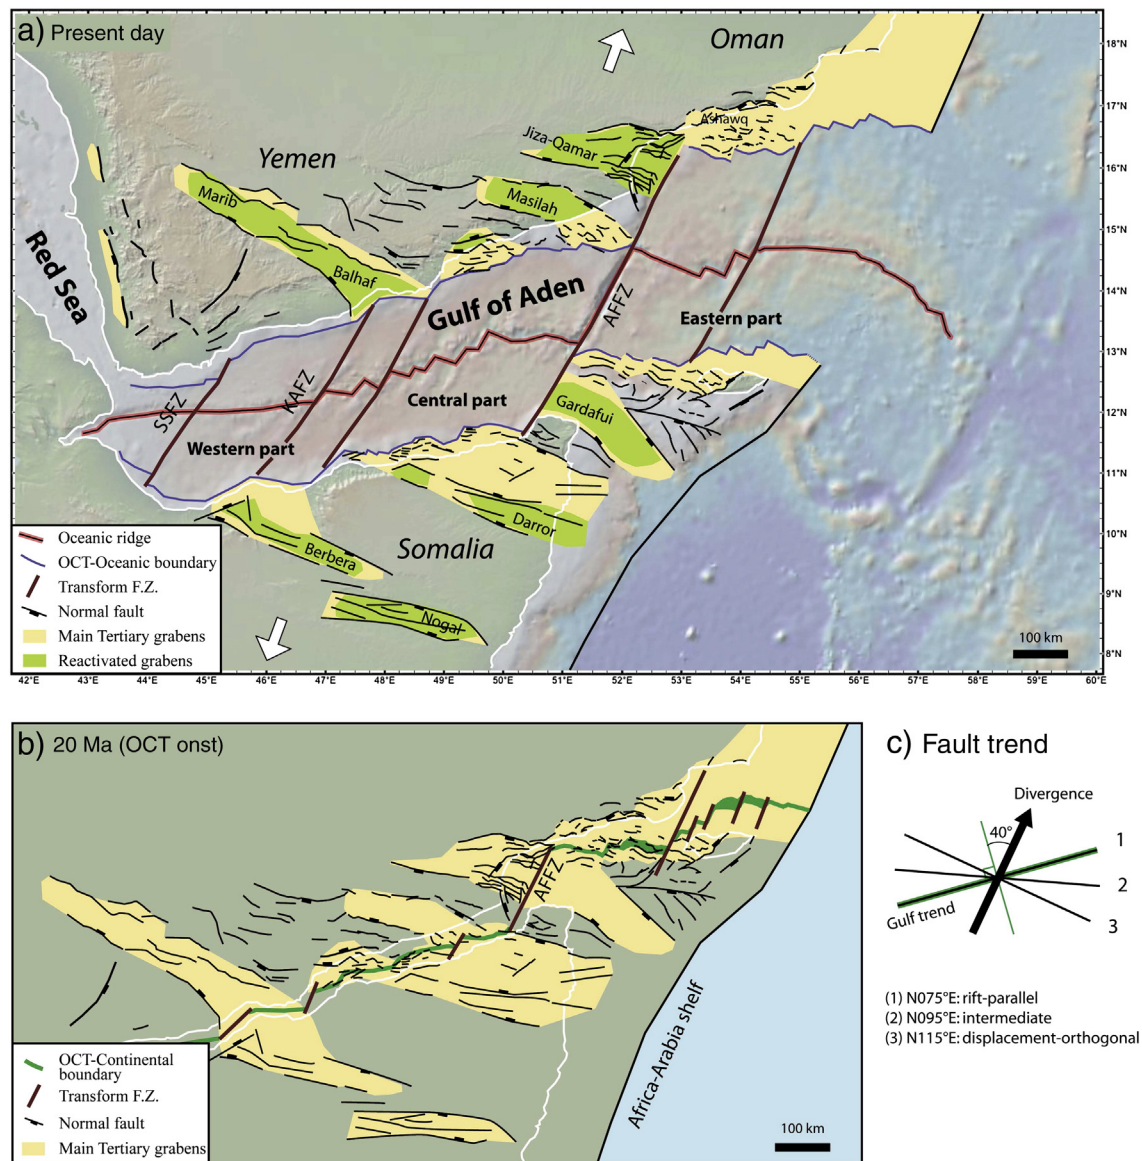 a) Present day
Oman
Yemen
Ashawq
Jiza-Qamar
Marib
Masilah
Balhaf
Red Sea
Gulf of Aden
AFFZ
Eastern part
SSFZ
KAFZ
Central part
Gardafui
Western part
Darror
Somalia
Berbera
Nogal
Oceanic ridge
OCT-Oceanic boundary
Transform F.Z.
Normal fault
Main Tertiary grabens
Reactivated grabens
100 km
18°N
17°N
16°N
15°N
14°N
13°N
12°N
11°N
10°N
9°N
8°N
42°E 43°E 44°E 45°E 46°E 47°E 48°E 49°E 50°E 51°E 52°E 53°E 54°E 55°E 56°E 57°E 58°E 59°E 60°E
b) 20 Ma (OCT onst)
AFFZ
Africa-Arabia shelf
OCT-Continental
boundary
Transform F.Z.
Normal fault
Main Tertiary grabens
100 km
c) Fault trend
Divergence
40°
1
2
3
Gulf trend
(1) N075°E: rift-parallel
(2) N095°E: intermediate
(3) N115°E: displacement-orthogonal